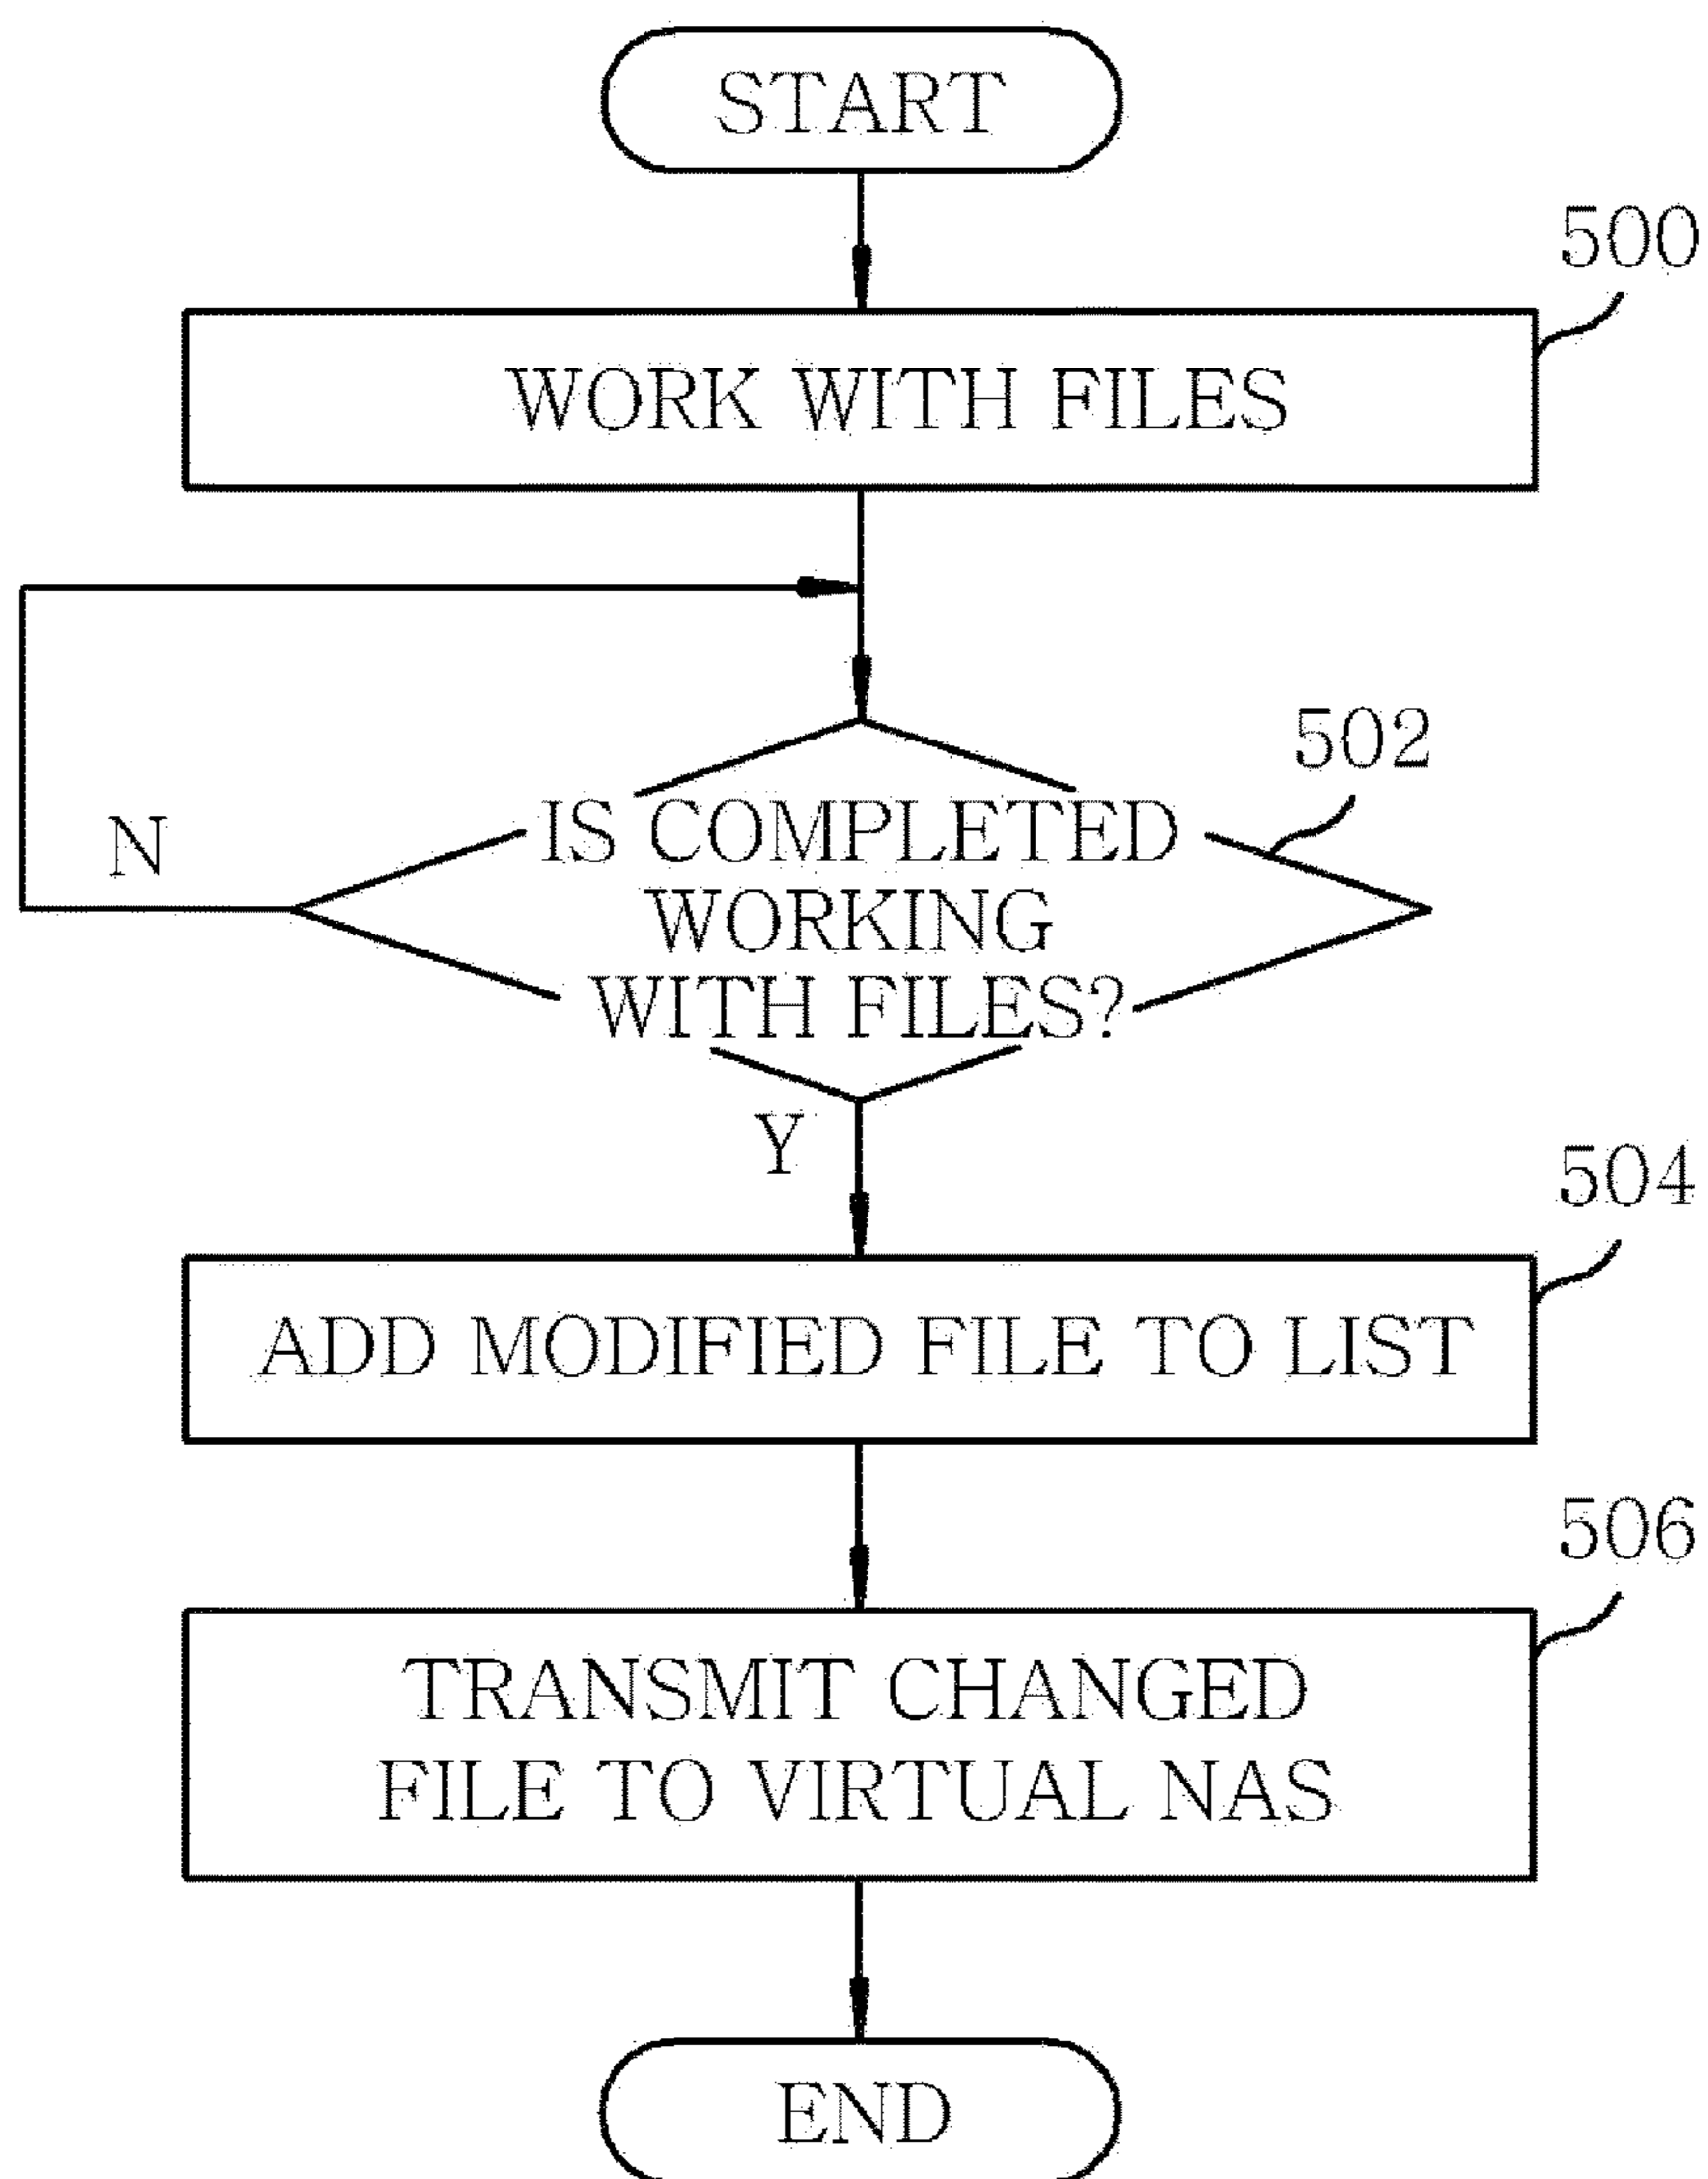 START
500
WORK WITH FILES
502
IS COMPLETED
WORKING
WITH FILES?
N
Y
504
ADD MODIFIED FILE TO LIST
506
TRANSMIT CHANGED
FILE TO VIRTUAL NAS
END